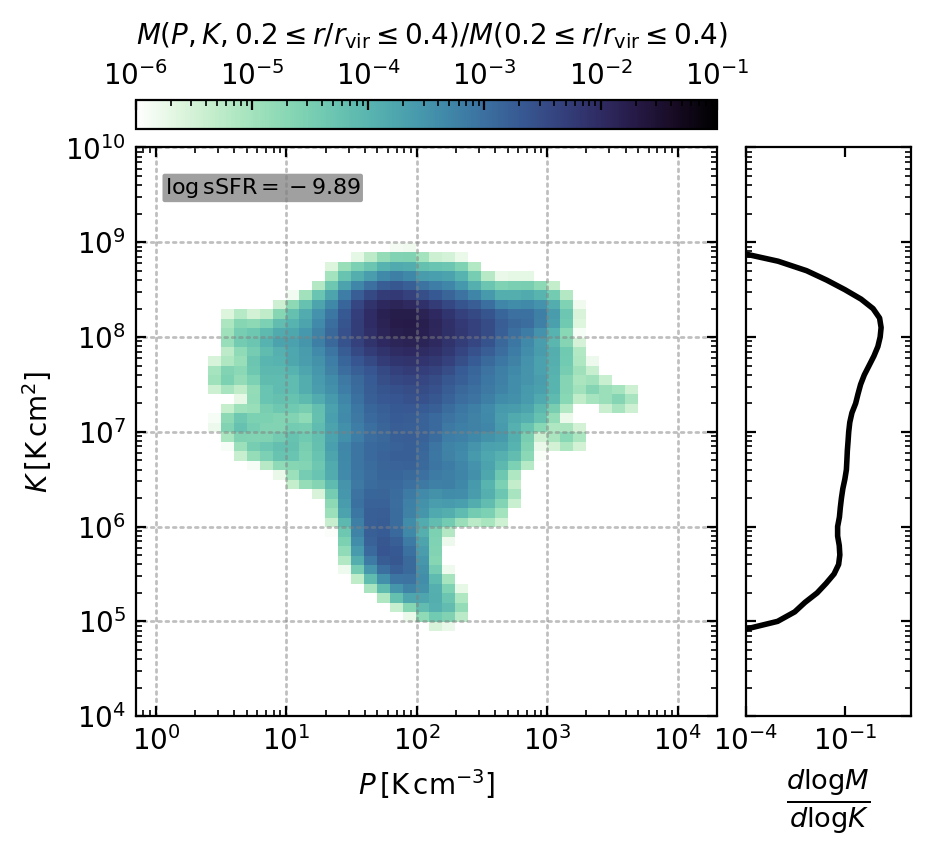 M(P, K, 0.2 ≤ r/r_vir ≤ 0.4)/M(0.2 ≤ r/r_vir ≤ 0.4)
10^−6 10^−5 10^−4 10^−3 10^−2 10^−1
10^10
log sSFR = −9.89
10^9
10^8
10^7
10^6
10^5
10^4
K [K cm^2]
10^0 10^1 10^2 10^3 10^4
P [K cm^−3]
10^−4 10^−1
dlogM
dlogK